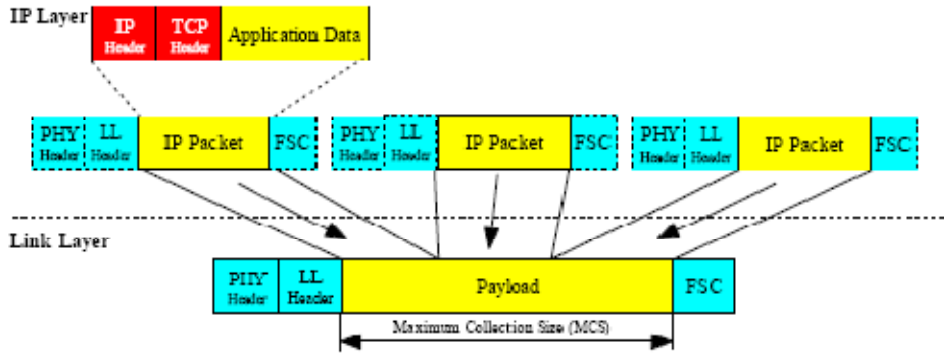 IP Layer
IP Header
TCP Header
Application Data
PHY Header
LL Header
IP Packet
FSC
PHY Header
LL Header
IP Packet
FSC
PHY Header
LL Header
IP Packet
FSC
Link Layer
PHY Header
LL Header
Payload
FSC
Maximum Collection Size (MCS)